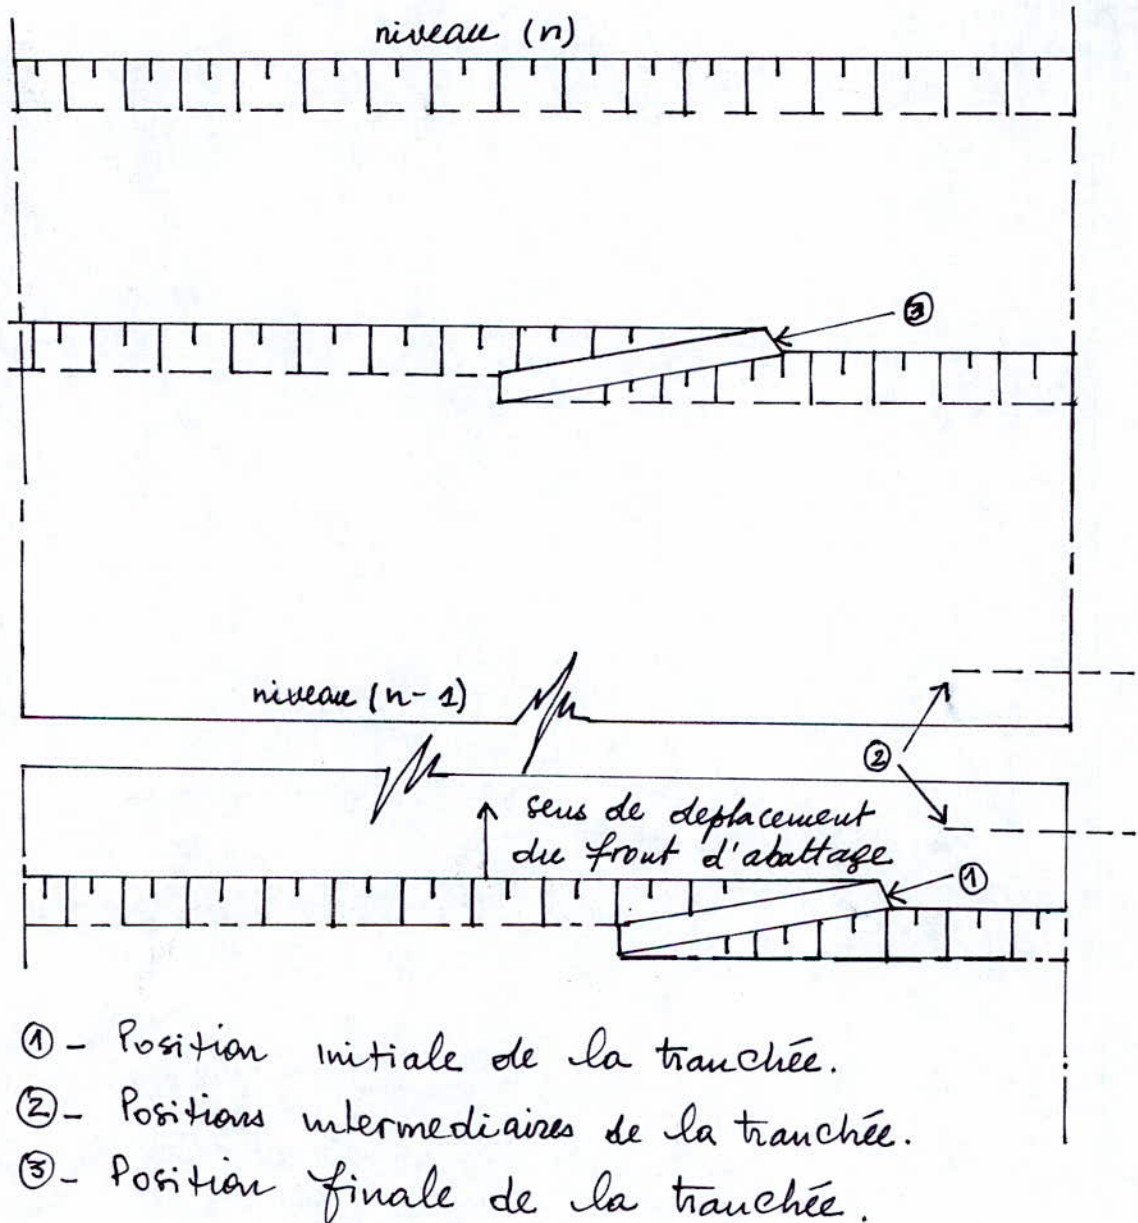 niveau (n)
③
niveau (n-1)
②
sens de deplacement
du front d'abattage
①
① - Position initiale de la tranchée.
② - Positions intermediaires de la tranchée.
③ - Position finale de la tranchée.